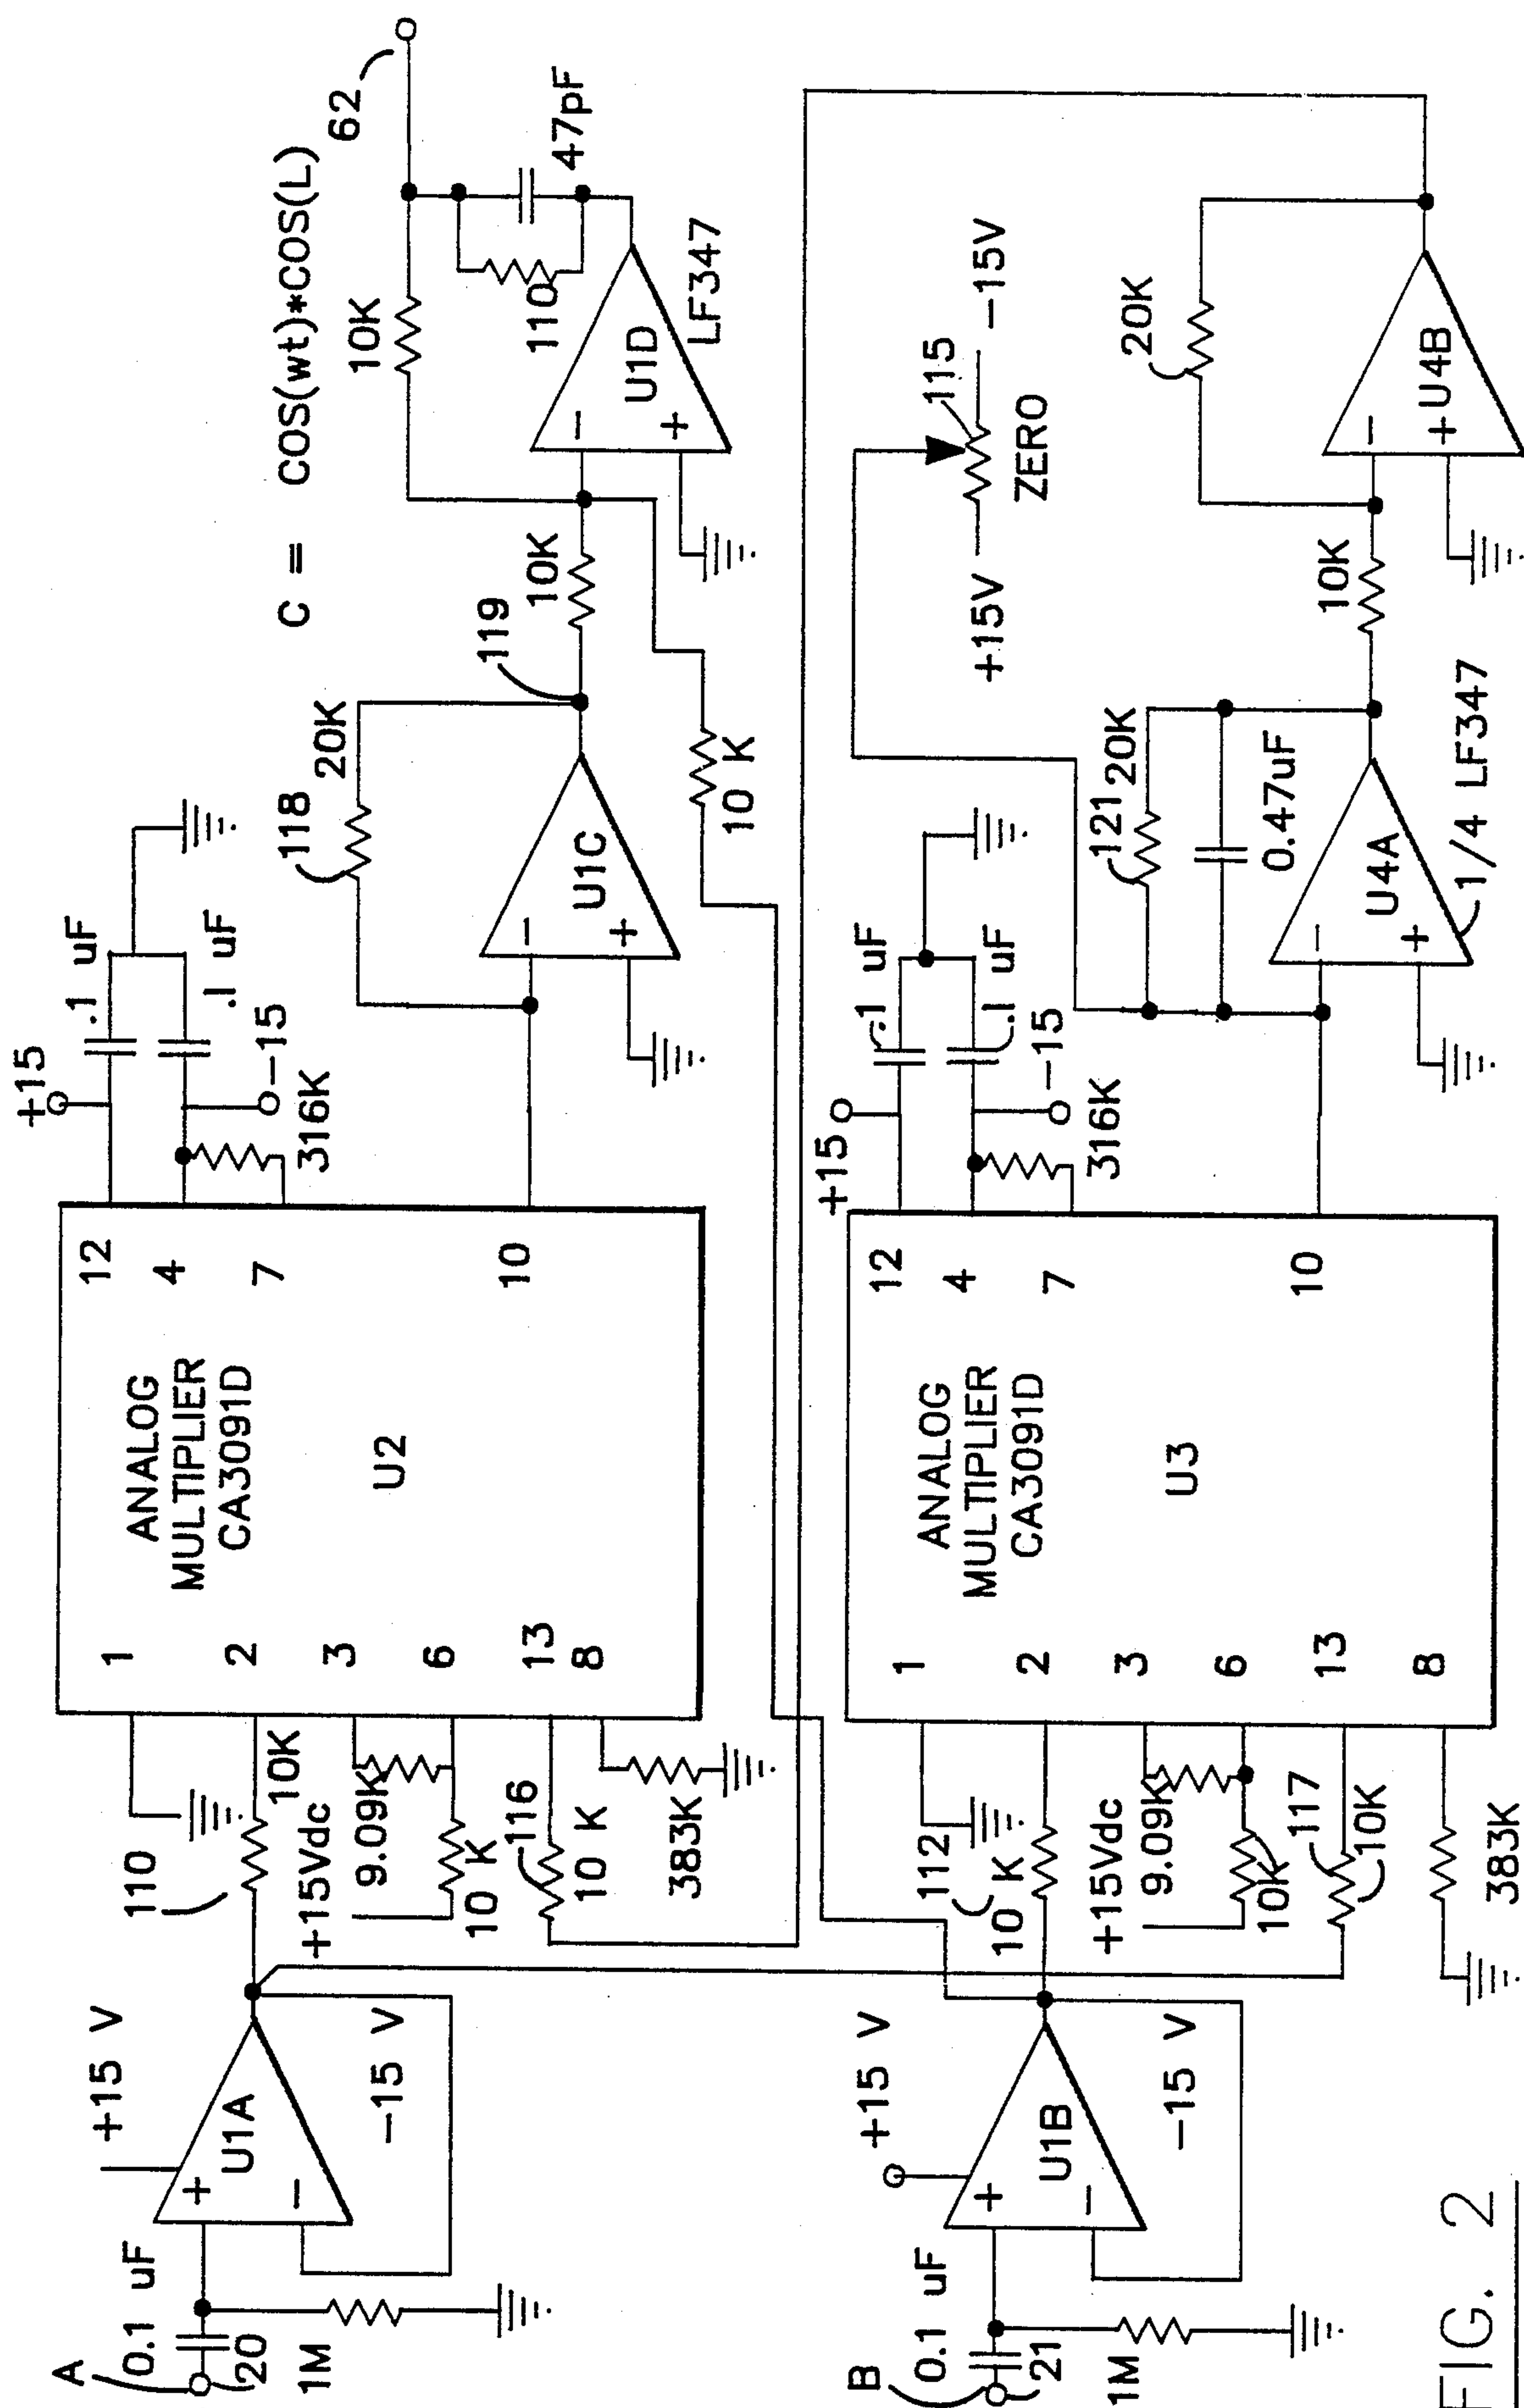 A
0.1 uF
20
1M
+15 V
U1A
+
−
−15 V
110
10K
+15Vdc
9.09K
10 K
116
10 K
383K
1
2
3
6
13
8
ANALOG
MULTIPLIER
CA3091D
U2
12
4
7
10
+15
.1 uF
.1 uF
−15
316K
118
20K
U1C
−
+
119
10K
10 K
C = COS(wt)*COS(L)
10K
62
110
47pF
U1D
−
+
LF347
B
0.1 uF
21
1M
+15 V
U1B
+
−
−15 V
112
10 K
+15Vdc
9.09K
10K
117
10K
383K
1
2
3
6
13
8
ANALOG
MULTIPLIER
CA3091D
U3
12
4
7
10
+15
.1 uF
.1 uF
−15
316K
121
20K
0.47uF
U4A
−
+
1/4 LF347
+15V
115
−15V
ZERO
10K
20K
U4B
−
+
FIG. 2